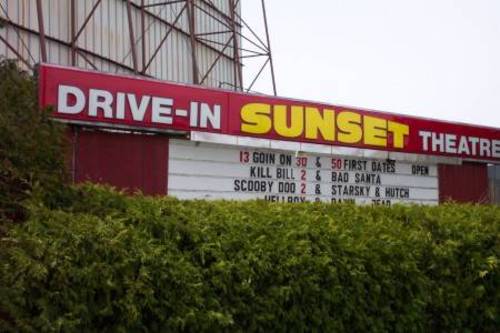 DRIVE-IN SUNSET THEATRE
13 GOIN ON 30 & 50 FIRST DATES OPEN
KILL BILL 2 & BAD SANTA
SCOOBY DOO 2 & STARSKY & HUTCH
HELLBOY &